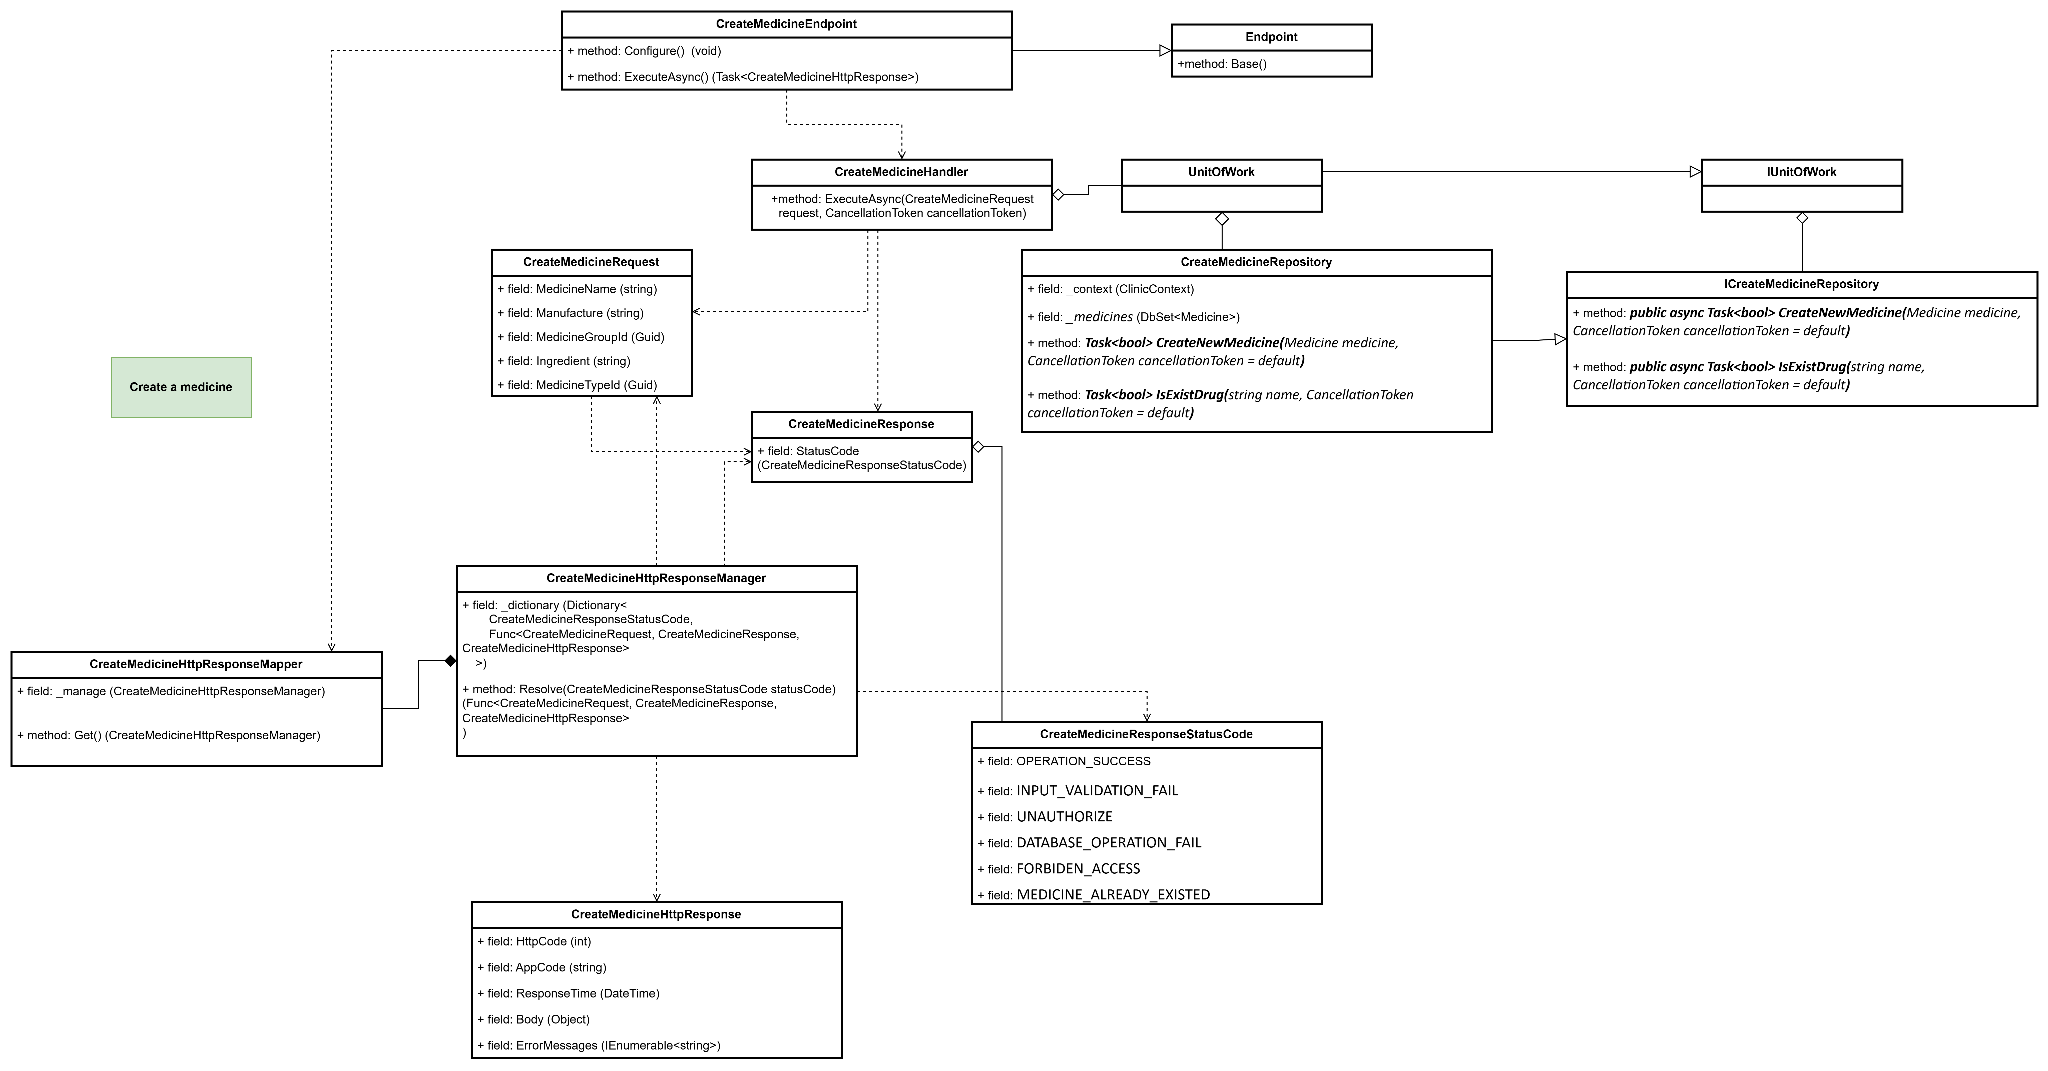 CreateMedicineEndpoint
+ method: Configure() (void)
+ method: ExecuteAsync() (Task<CreateMedicineHttpResponse>)
Endpoint
+method: Base()
CreateMedicineHandler
+method: ExecuteAsync(CreateMedicineRequest
request, CancellationToken cancellationToken)
UnitOfWork
IUnitOfWork
CreateMedicineRequest
+ field: MedicineName (string)
+ field: Manufacture (string)
+ field: MedicineGroupId (Guid)
+ field: Ingredient (string)
+ field: MedicineTypeId (Guid)
CreateMedicineRepository
+ field: _context (ClinicContext)
+ field: _medicines (DbSet<Medicine>)
+ method: Task<bool> CreateNewMedicine(Medicine medicine,
CancellationToken cancellationToken = default)
+ method: Task<bool> IsExistDrug(string name, CancellationToken
cancellationToken = default)
ICreateMedicineRepository
+ method: public async Task<bool> CreateNewMedicine(Medicine medicine,
CancellationToken cancellationToken = default)
+ method: public async Task<bool> IsExistDrug(string name,
CancellationToken cancellationToken = default)
Create a medicine
CreateMedicineResponse
+ field: StatusCode
(CreateMedicineResponseStatusCode)
CreateMedicineHttpResponseManager
+ field: _dictionary (Dictionary<
CreateMedicineResponseStatusCode,
Func<CreateMedicineRequest, CreateMedicineResponse,
CreateMedicineHttpResponse>
>)
+ method: Resolve(CreateMedicineResponseStatusCode statusCode)
(Func<CreateMedicineRequest, CreateMedicineResponse,
CreateMedicineHttpResponse>
)
CreateMedicineHttpResponseMapper
+ field: _manage (CreateMedicineHttpResponseManager)
+ method: Get() (CreateMedicineHttpResponseManager)
CreateMedicineResponseStatusCode
+ field: OPERATION_SUCCESS
+ field: INPUT_VALIDATION_FAIL
+ field: UNAUTHORIZE
+ field: DATABASE_OPERATION_FAIL
+ field: FORBIDEN_ACCESS
+ field: MEDICINE_ALREADY_EXISTED
CreateMedicineHttpResponse
+ field: HttpCode (int)
+ field: AppCode (string)
+ field: ResponseTime (DateTime)
+ field: Body (Object)
+ field: ErrorMessages (IEnumerable<string>)